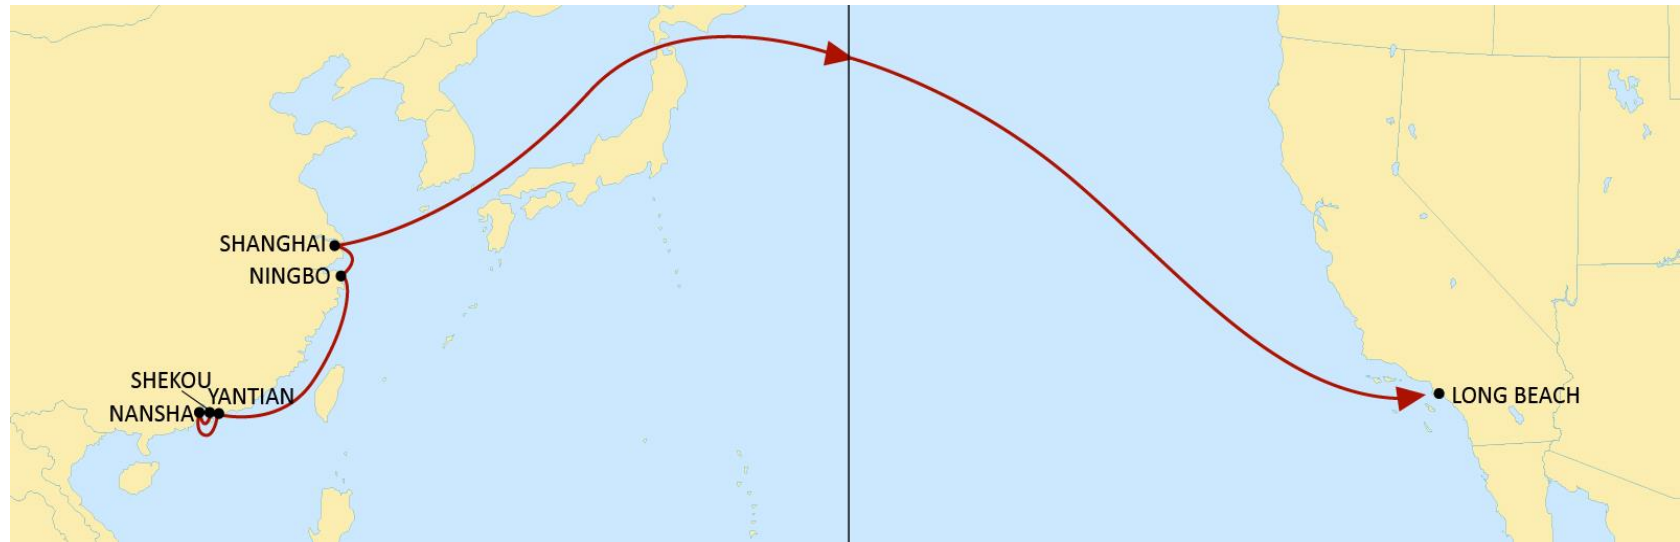 SHANGHAI
NINGBO
SHEKOU
YANTIAN
NANSHA
LONG BEACH